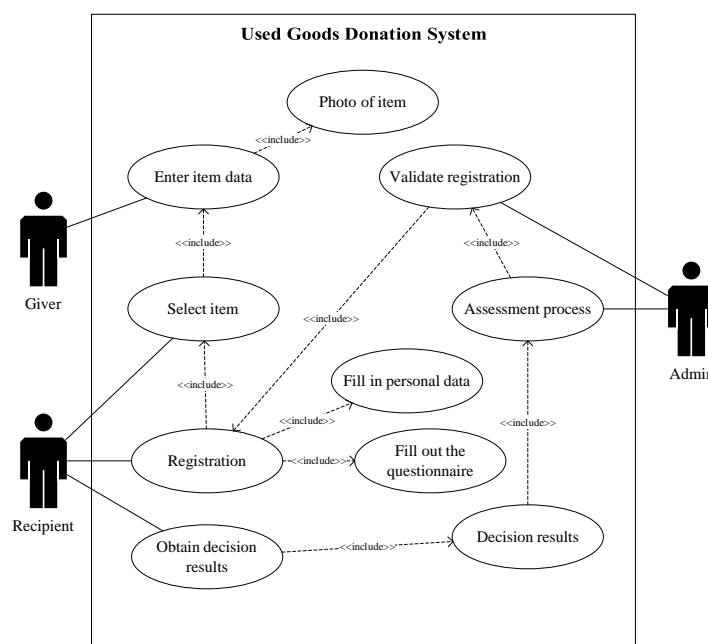 Used Goods Donation System
Photo of item
<<include>>
Enter item data
Validate registration
<<include>>
<<include>>
Giver
Select item
Assessment process
<<include>>
Admin
Fill in personal data
<<include>>
<<include>>
<<include>>
Registration
<<include>>
Fill out the
questionnaire
Recipient
Obtain decision
results
<<include>>
Decision results